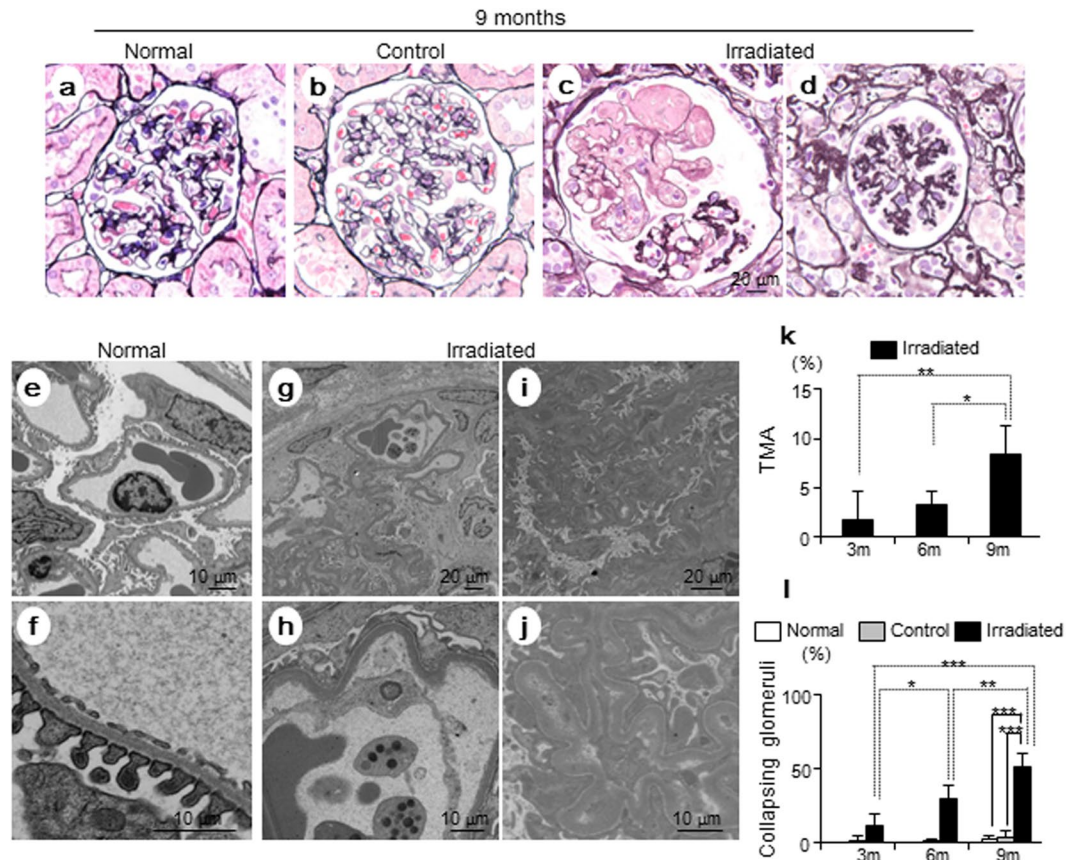 9 months
Normal Control Irradiated
a b c d
20 μm
Normal Irradiated
e g i
10 μm 20 μm 20 μm
f h j
10 μm 10 μm 10 μm
k
(%) Irradiated
15
**
*
10
TMA
5
0
3m 6m 9m
l
Normal Control Irradiated
(%)
***
100
* **
***
***
Collapsing glomeruli
50
0
3m 6m 9m